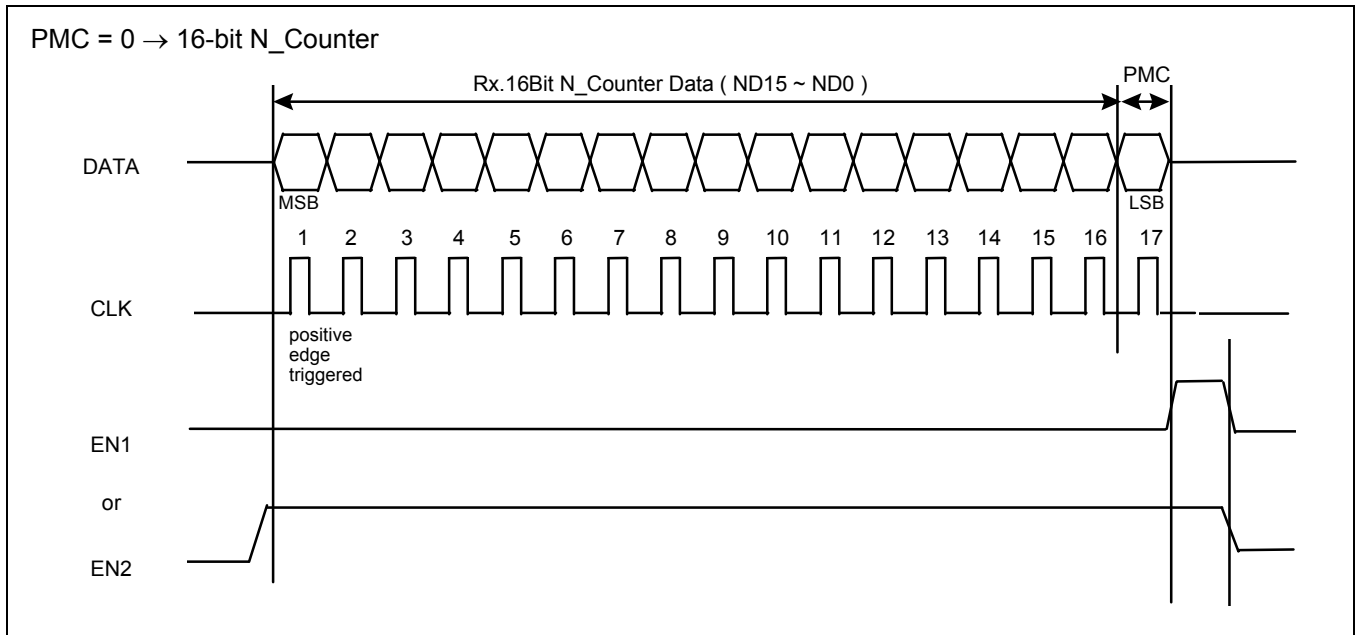 PMC = 0 → 16-bit N_Counter
Rx.16Bit N_Counter Data ( ND15 ~ ND0 )
PMC
DATA
MSB
LSB
1 2 3 4 5 6 7 8 9 10 11 12 13 14 15 16 17
CLK
positive
edge
triggered
EN1
or
EN2